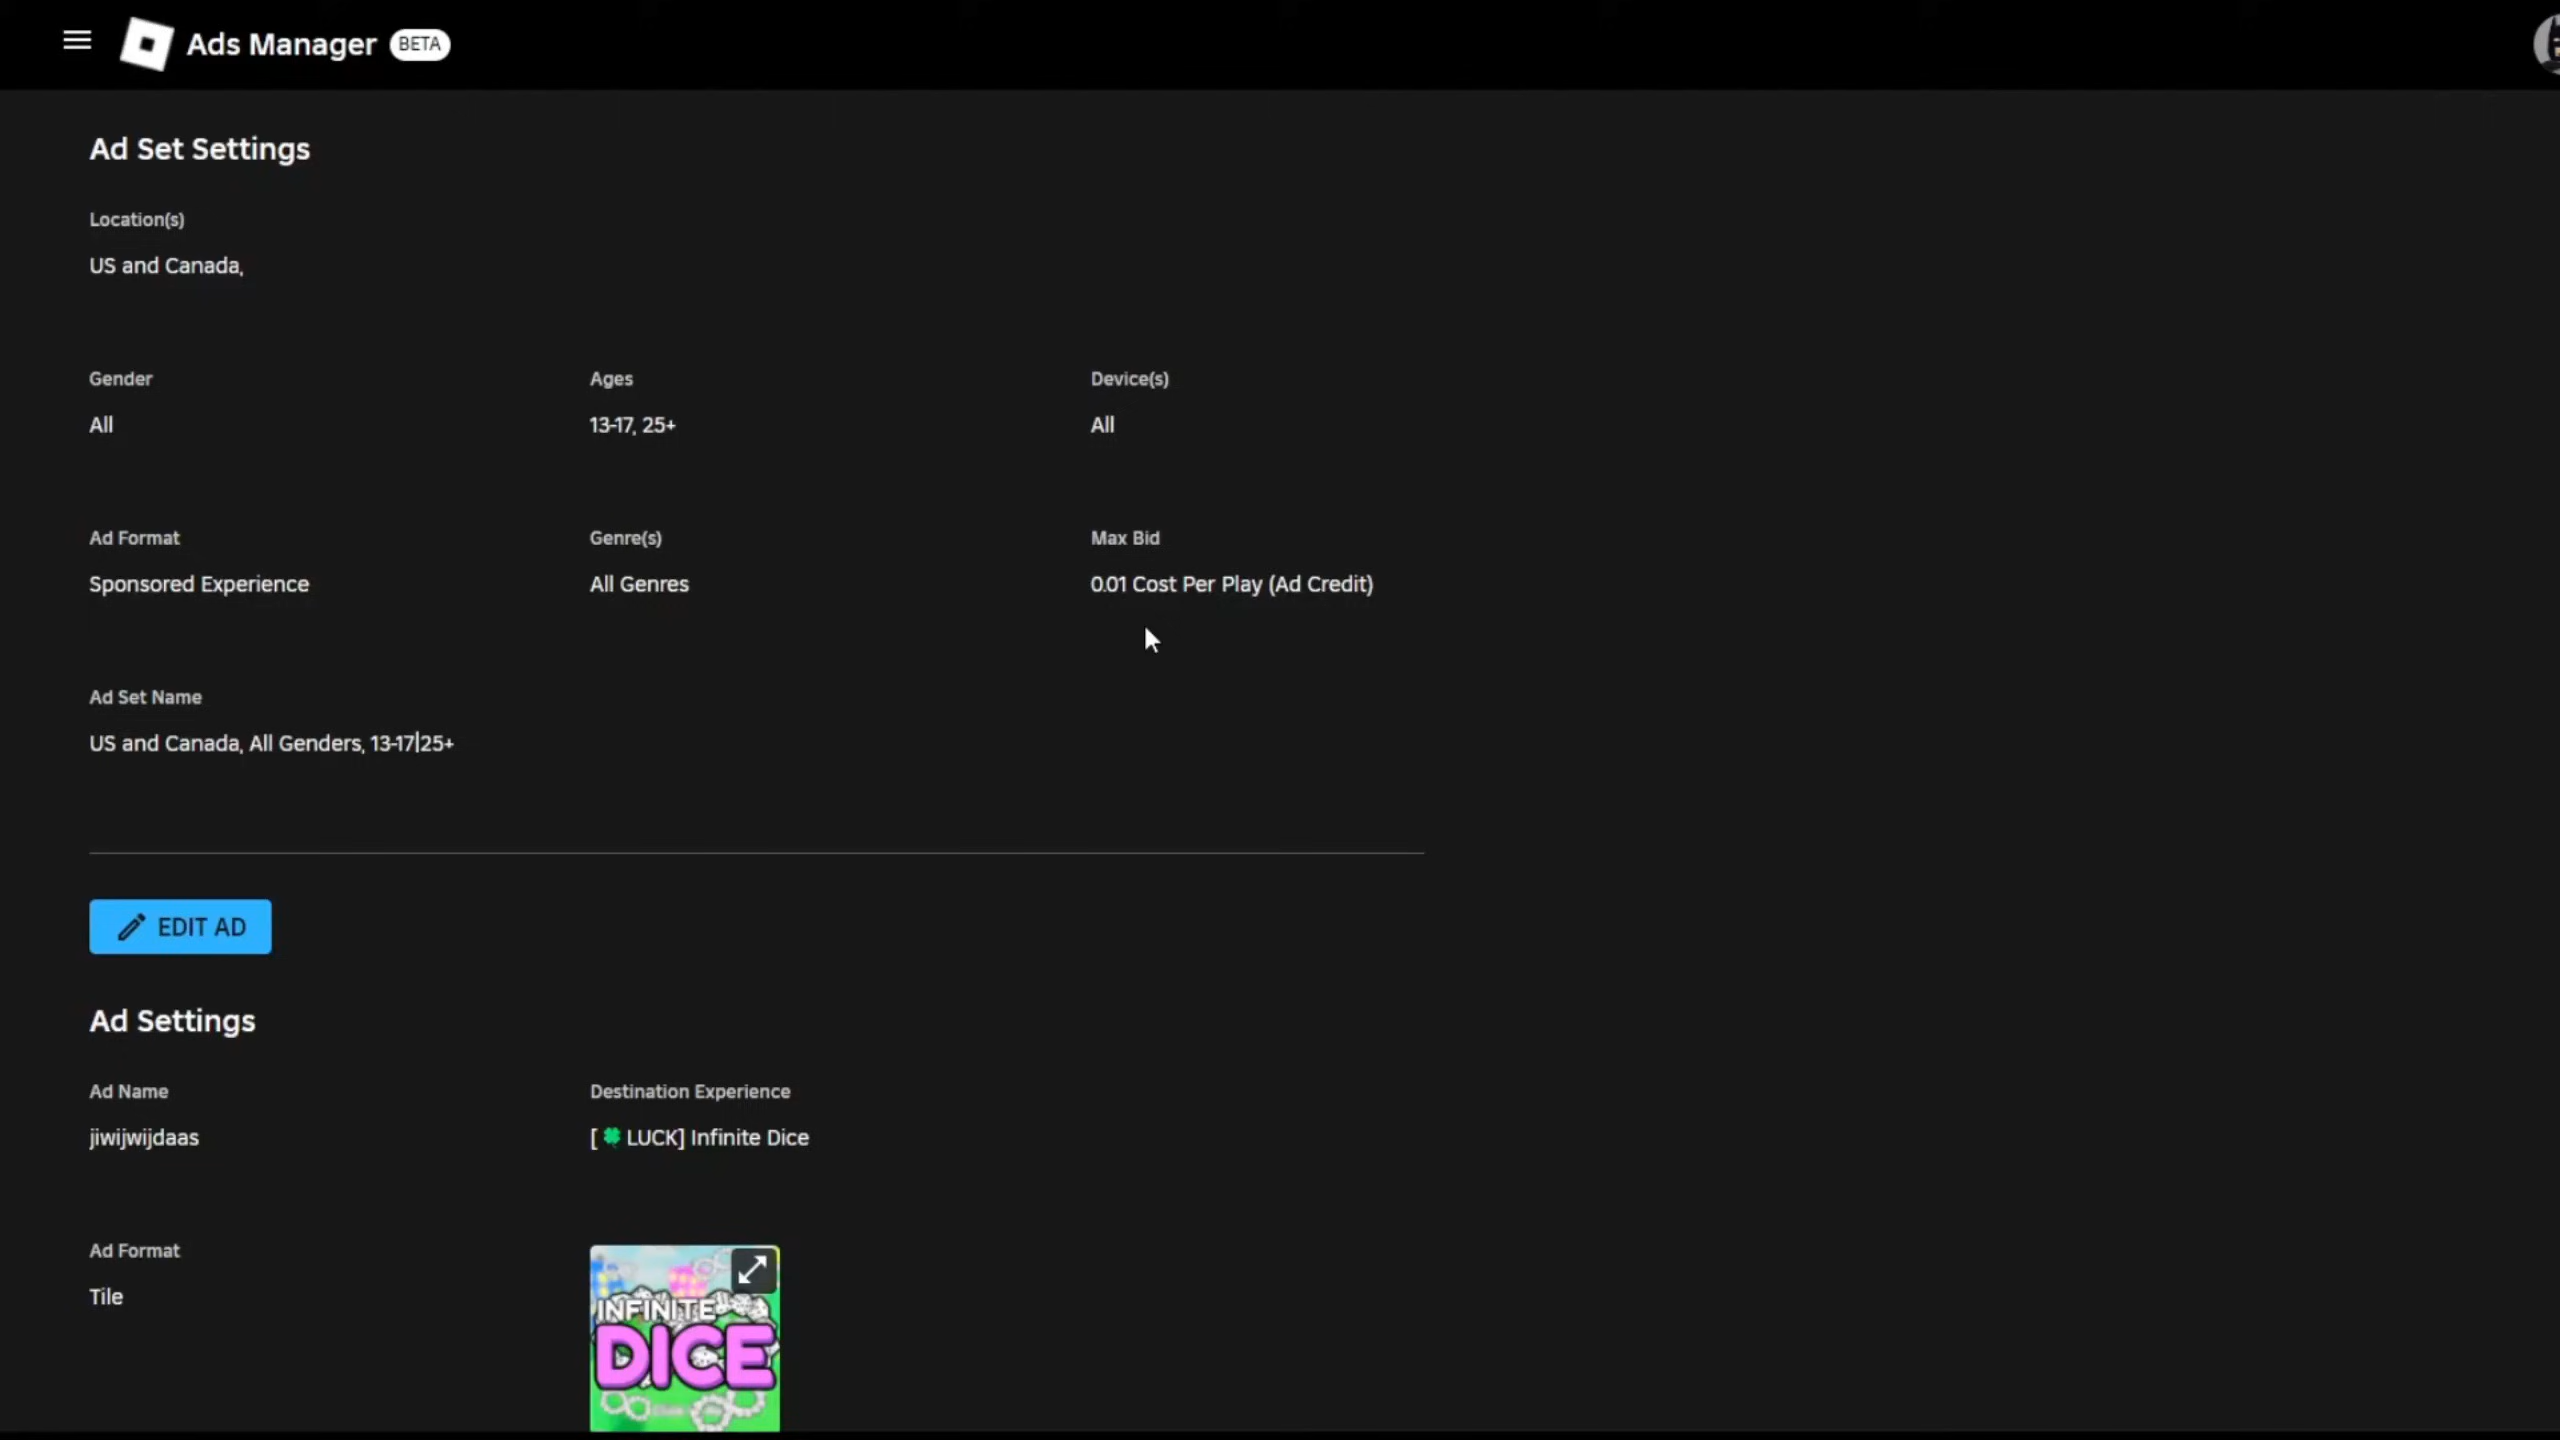 Ads Manager BETA
Ad Set Settings
Location(s)
US and Canada,
Gender
Ages
Device(s)
All
13-17, 25+
All
Ad Format
Genre(s)
Max Bid
Sponsored Experience
All Genres
0.01 Cost Per Play (Ad Credit)
Ad Set Name
US and Canada, All Genders, 13-17|25+
EDIT AD
Ad Settings
Ad Name
Destination Experience
jiwijwijdaas
[🍀LUCK] Infinite Dice
Ad Format
Tile
INFINITE
DICE